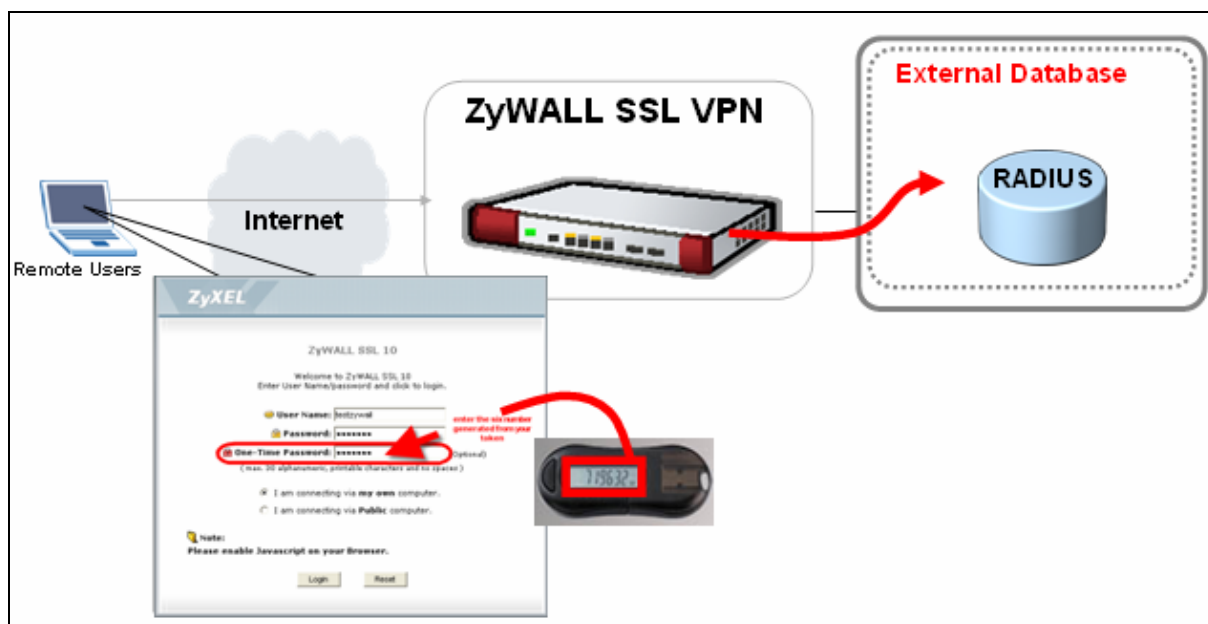 External Database
ZyWALL SSL VPN
RADIUS
Internet
Remote Users
ZyXEL
ZyWALL SSL 10
Welcome to ZyWALL SSL 10
Enter User Name/password and click to login.
User Name: testzywall
enter the six number
generated from your
token
Password: •••••••
One-Time Password: ••••••• (Optional)
( max. 30 alphanumeric, printable characters and no spaces )
719632
I am connecting via my own computer.
I am connecting via Public computer.
Note:
Please enable Javascript on your Browser.
Login Reset